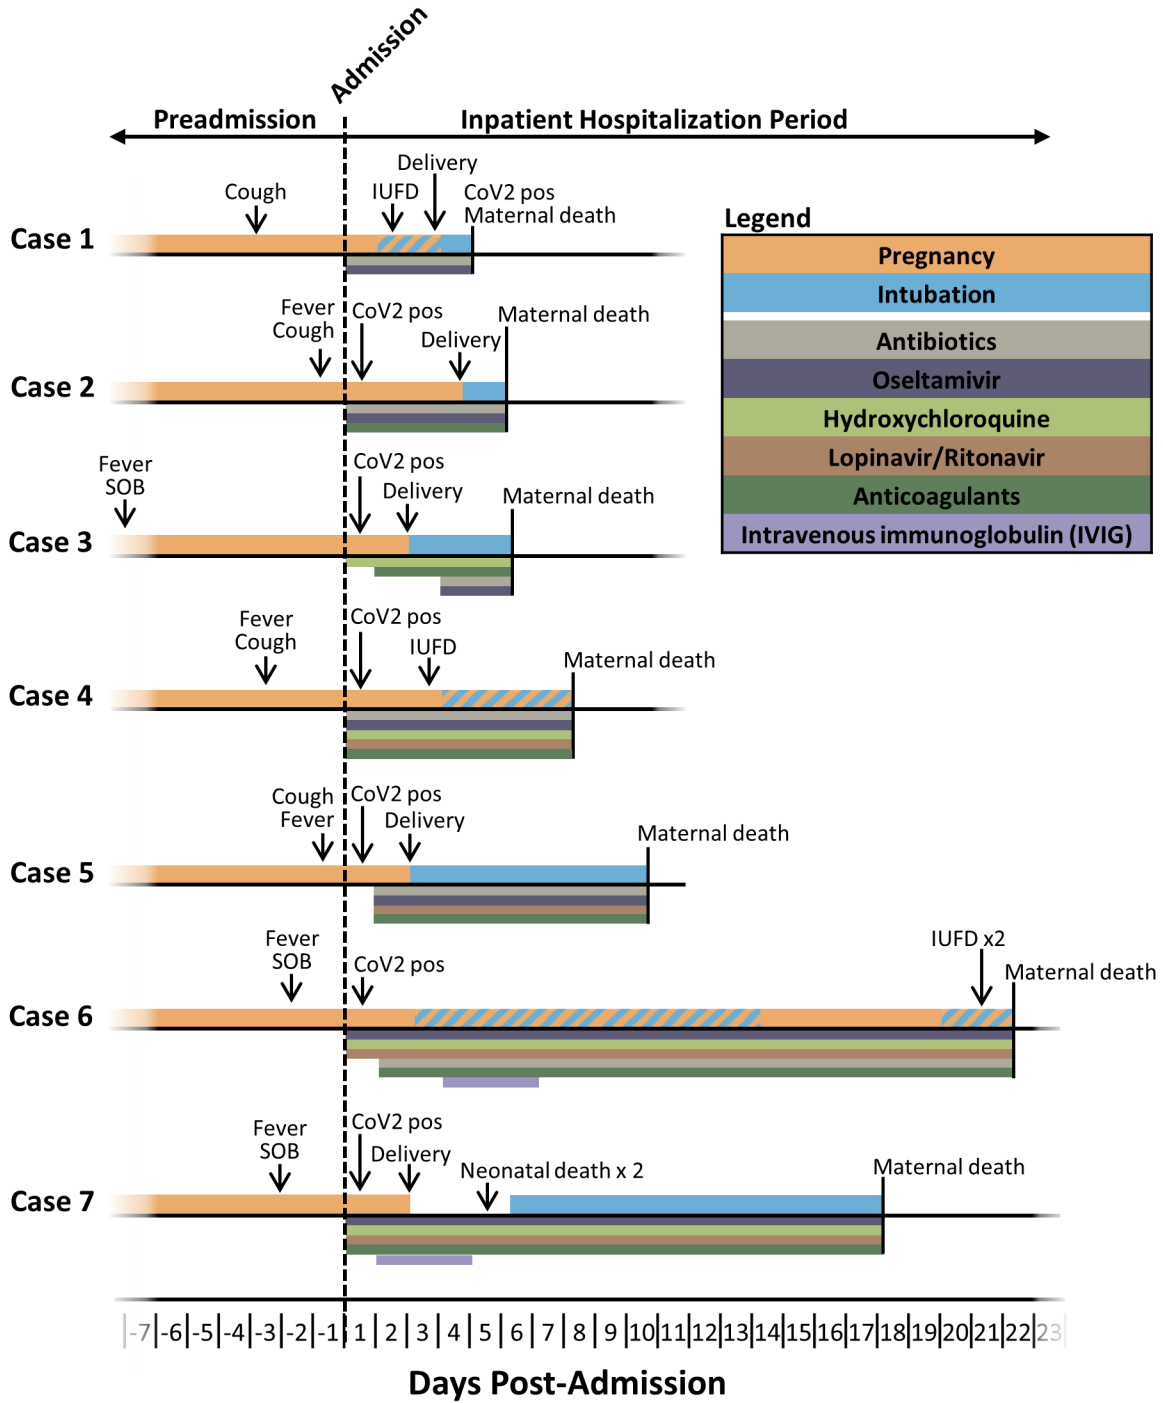 Admission
Preadmission
Inpatient Hospitalization Period
Case 1
Cough
IUFD
Delivery
CoV2 pos
Maternal death
Legend
Pregnancy
Intubation
Antibiotics
Oseltamivir
Hydroxychloroquine
Lopinavir/Ritonavir
Anticoagulants
Intravenous immunoglobulin (IVIG)
Case 2
Fever
Cough
CoV2 pos
Delivery
Maternal death
Case 3
Fever
SOB
CoV2 pos
Delivery
Maternal death
Case 4
Fever
Cough
CoV2 pos
IUFD
Maternal death
Case 5
Cough
Fever
CoV2 pos
Delivery
Maternal death
Case 6
Fever
SOB
CoV2 pos
IUFD x2
Maternal death
Case 7
Fever
SOB
CoV2 pos
Delivery
Neonatal death x 2
Maternal death
-7 -6 -5 -4 -3 -2 -1 1 2 3 4 5 6 7 8 9 10 11 12 13 14 15 16 17 18 19 20 21 22 23
Days Post-Admission